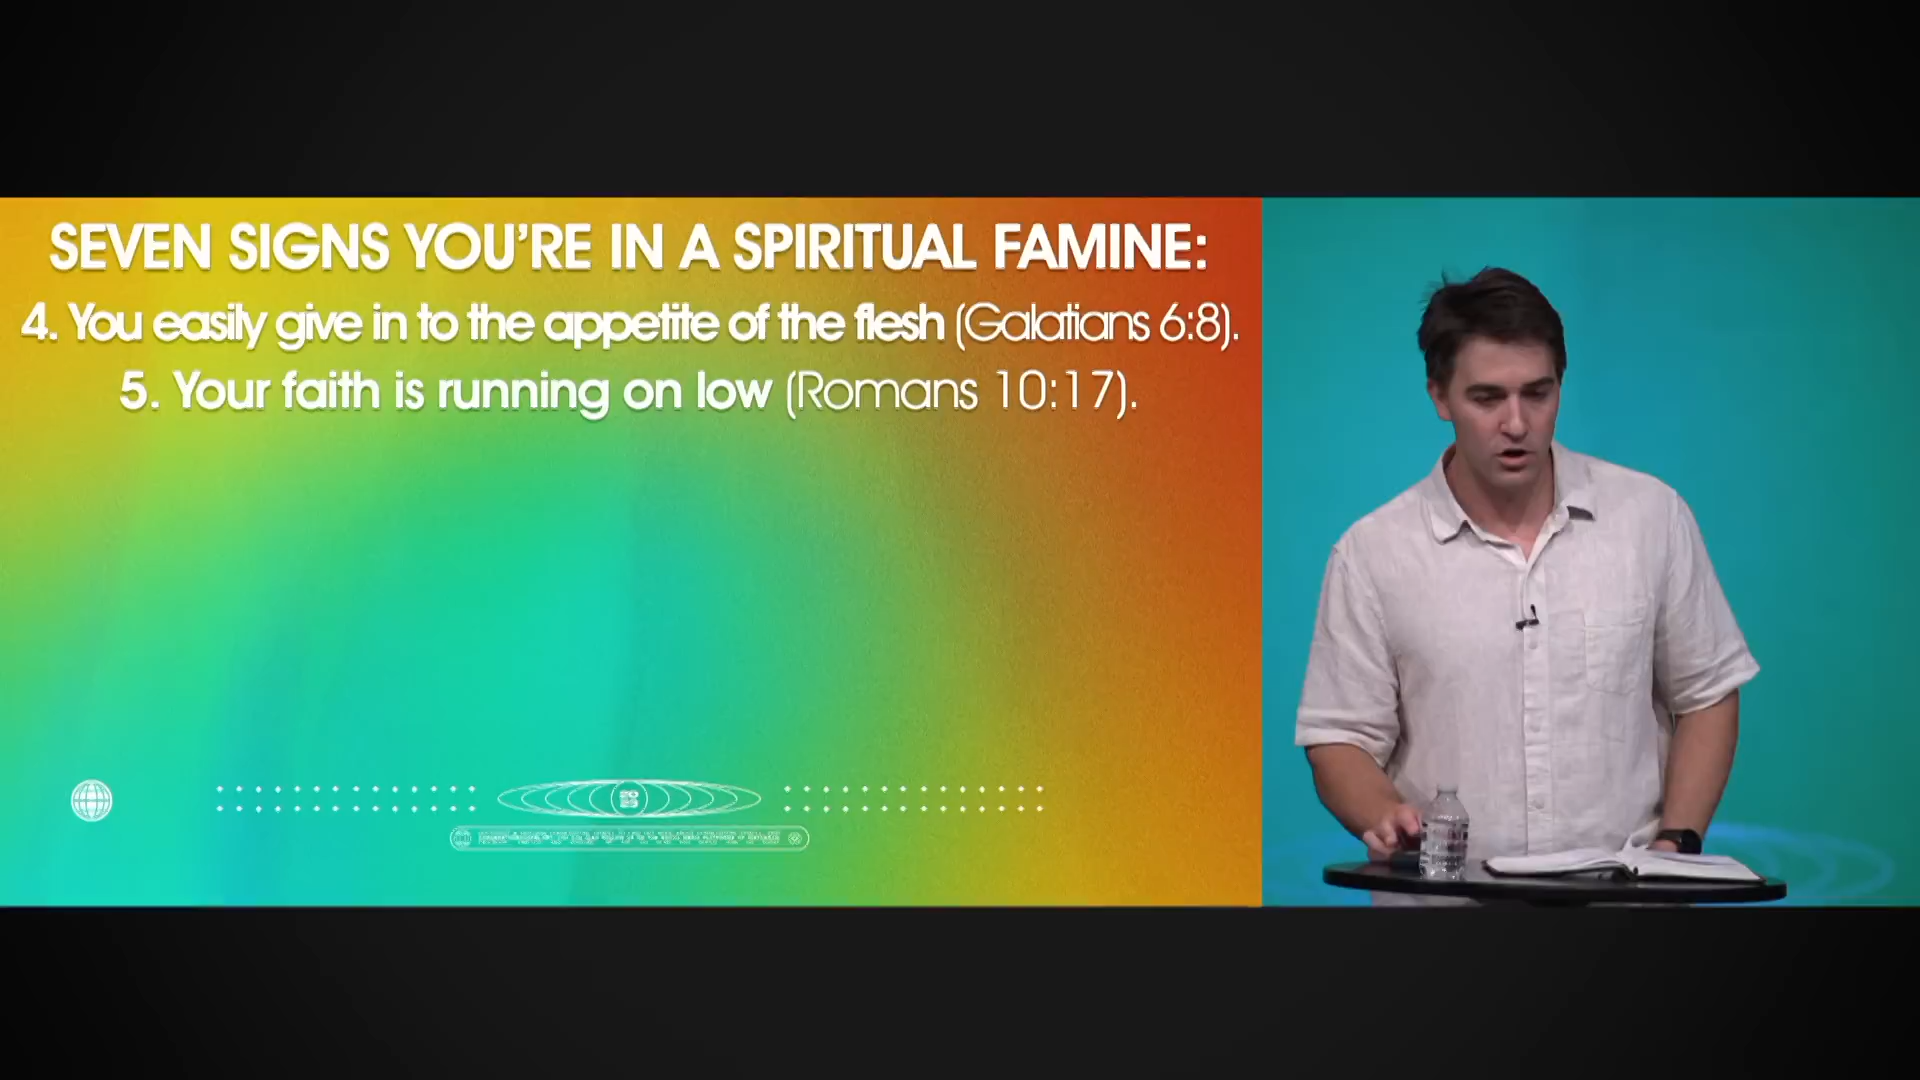 SEVEN SIGNS YOU'RE IN A SPIRITUAL FAMINE:
4. You easily give in to the appetite of the flesh (Galatians 6:8).
5. Your faith is running on low (Romans 10:17).